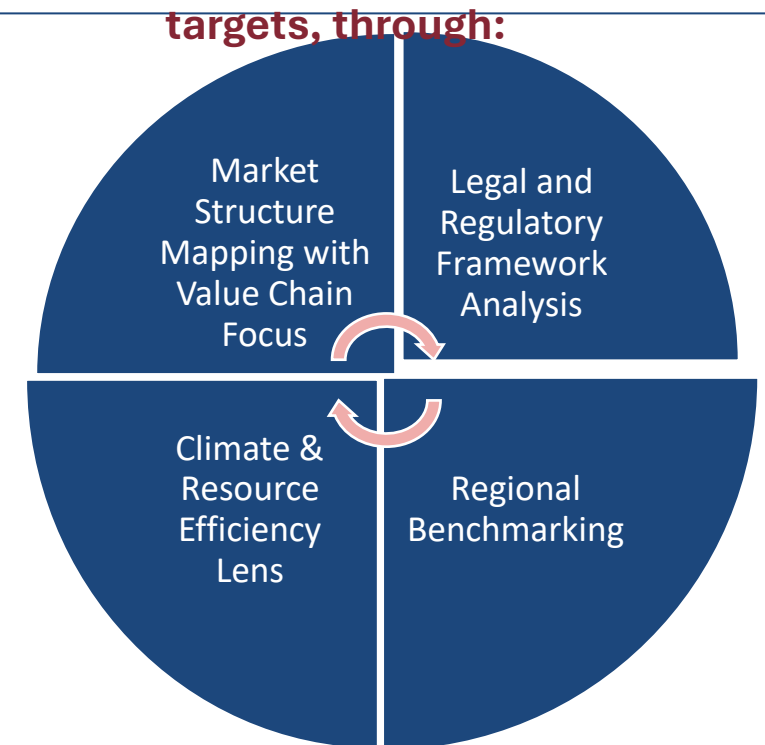 targets, through:
Market
Structure
Mapping with
Value Chain
Focus
Legal and
Regulatory
Framework
Analysis
Climate &
Resource
Efficiency
Lens
Regional
Benchmarking